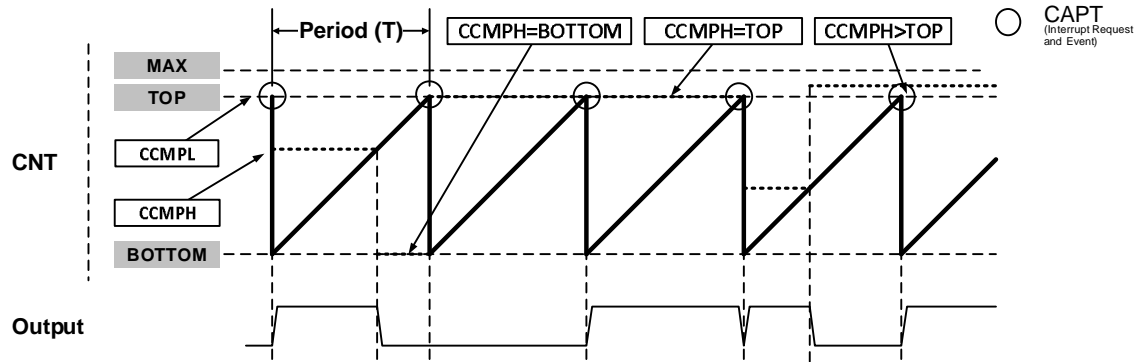 Period (T)
CCMPH=BOTTOM
CCMPH=TOP
CCMPH>TOP
CAPT
(Interrupt Request
and Event)
MAX
TOP
CNT
CCMPL
CCMPH
BOTTOM
Output